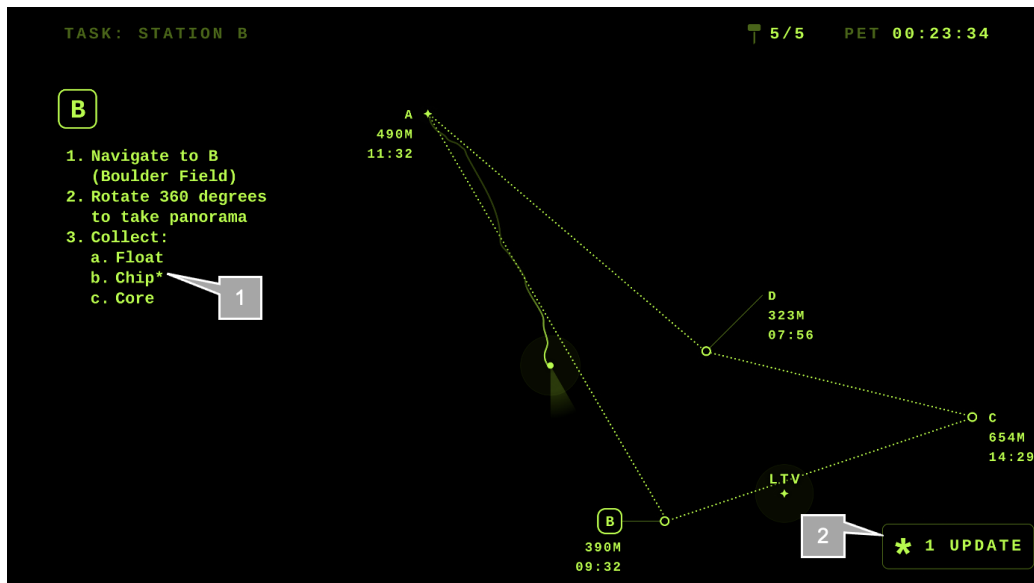 TASK: STATION B
5/5
PET 00:23:34
B
1. Navigate to B
(Boulder Field)
2. Rotate 360 degrees
to take panorama
3. Collect:
a. Float
b. Chip*
c. Core
1
A
490M
11:32
D
323M
07:56
C
654M
14:29
LTV
B
390M
09:32
2
* 1 UPDATE